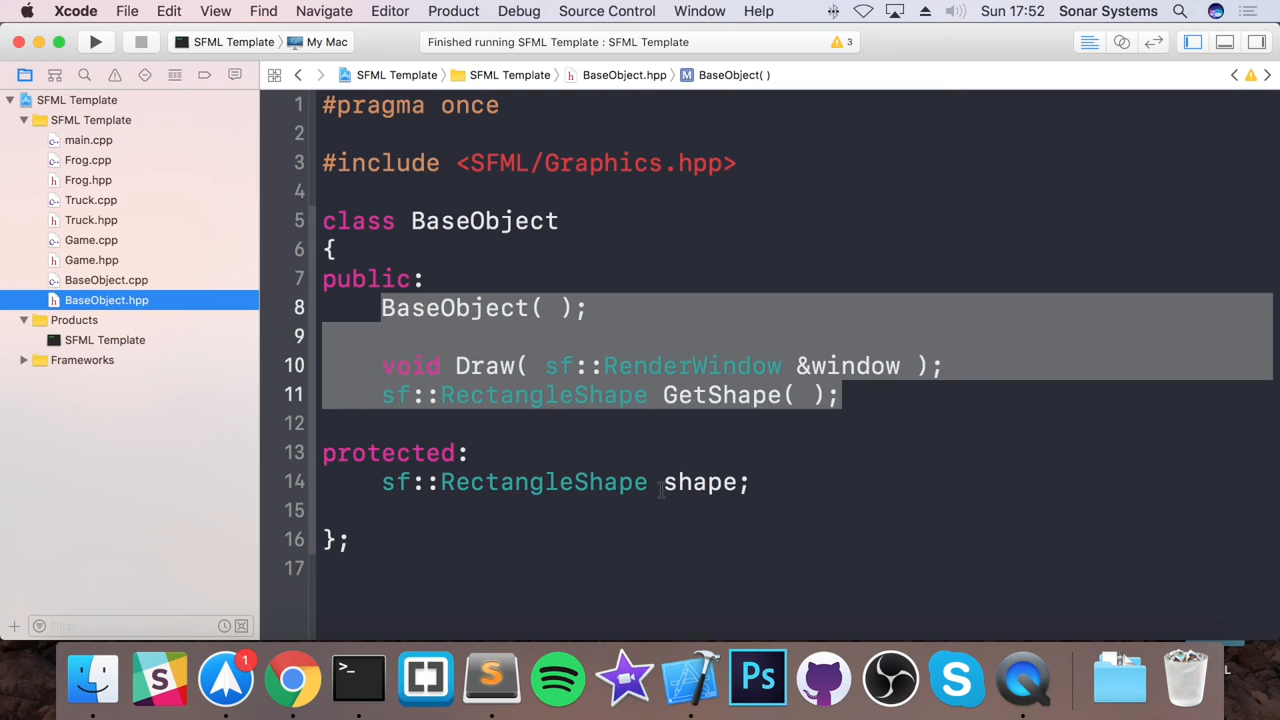 Xcode File Edit View Find Navigate Editor Product Debug Source Control Window Help Sun 17:52 Sonar Systems
SFML Template My Mac Finished running SFML Template : SFML Template 3
SFML Template SFML Template BaseObject.hpp M BaseObject( )
SFML Template
SFML Template
main.cpp
Frog.cpp
Frog.hpp
Truck.cpp
Truck.hpp
Game.cpp
Game.hpp
BaseObject.cpp
BaseObject.hpp
Products
SFML Template
Frameworks
Filter
1 #pragma once
2
3 #include <SFML/Graphics.hpp>
4
5 class BaseObject
6 {
7 public:
8 BaseObject( );
9
10 void Draw( sf::RenderWindow &window );
11 sf::RectangleShape GetShape( );
12
13 protected:
14 sf::RectangleShape shape;
15
16 };
17
1
Ps